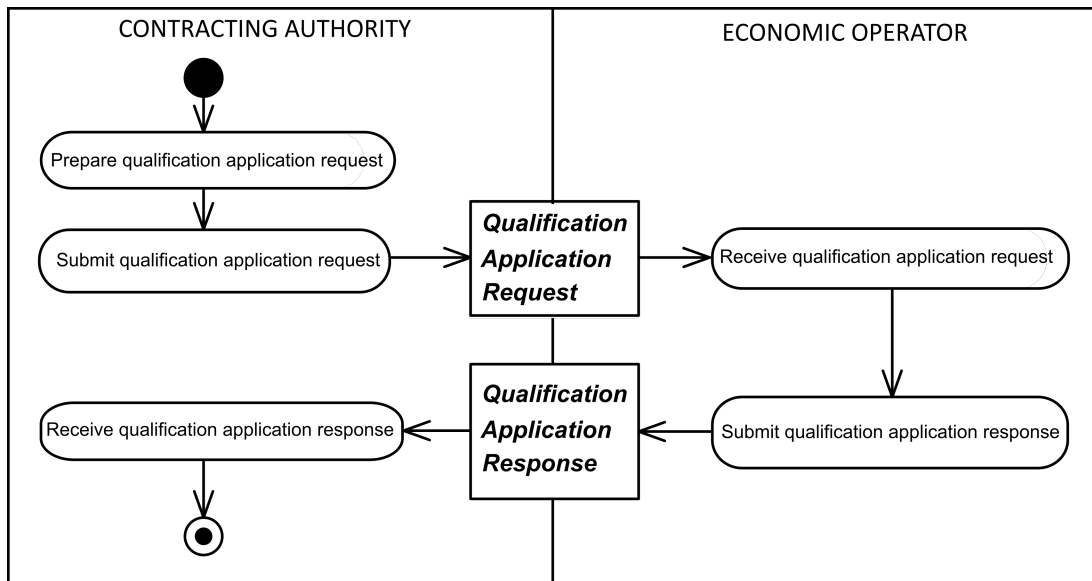 CONTRACTING AUTHORITY
ECONOMIC OPERATOR
Prepare qualification application request
Submit qualification application request
Qualification
Application
Request
Receive qualification application request
Receive qualification application response
Qualification
Application
Response
Submit qualification application response